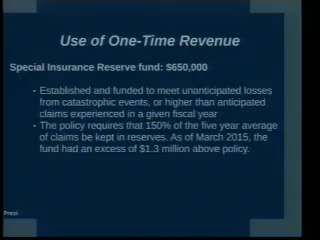 Use of One-Time Revenue
Special Insurance Reserve fund: $650,000
- Established and funded to meet unanticipated losses
from catastrophic events, or higher than anticipated
claims experienced in a given fiscal year
- The policy requires that 150% of the five year average
of claims be kept in reserves. As of March 2015, the
fund had an excess of $1.3 million above policy.